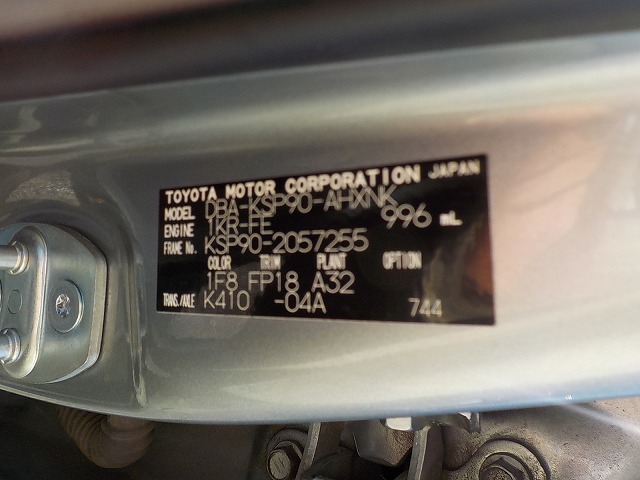 TOYOTA MOTOR CORPORATION JAPAN
MODEL DBA-KSP90-AHXNK
ENGINE 1KR-FE 996 mL
FRAME No. KSP90-2057255
COLOR TRIM PLANT OPTION
1F8 FP18 A32
TRANS./AXLE K410 -04A 744